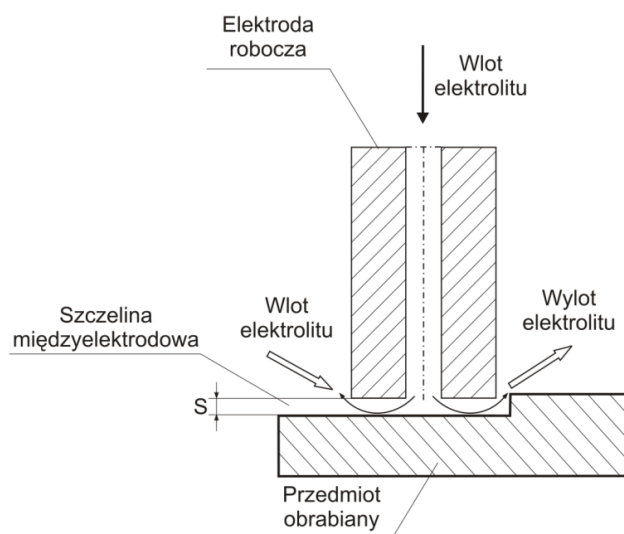 Elektroda
robocza
Wlot
elektrolitu
Szczelina
międzyelektrodowa
Wlot
elektrolitu
Wylot
elektrolitu
S
Przedmiot
obrabiany